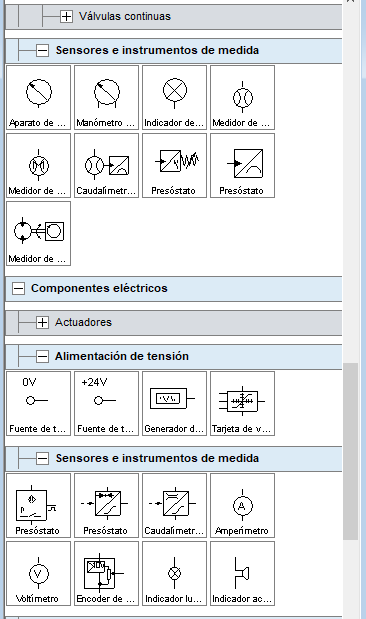 Válvulas continuas
Sensores e instrumentos de medida
Aparato de ... Manómetro ... Indicador de... Medidor de ...
Medidor de ... Caudalímetr... Presóstato Presóstato
Medidor de ...
Componentes eléctricos
Actuadores
Alimentación de tensión
0V +24V
Fuente de t... Fuente de t... Generador d... Tarjeta de v...
Sensores e instrumentos de medida
A
Presóstato Presóstato Caudalímetr... Amperímetro
V
Voltímetro Encoder de ... Indicador lu... Indicador ac...